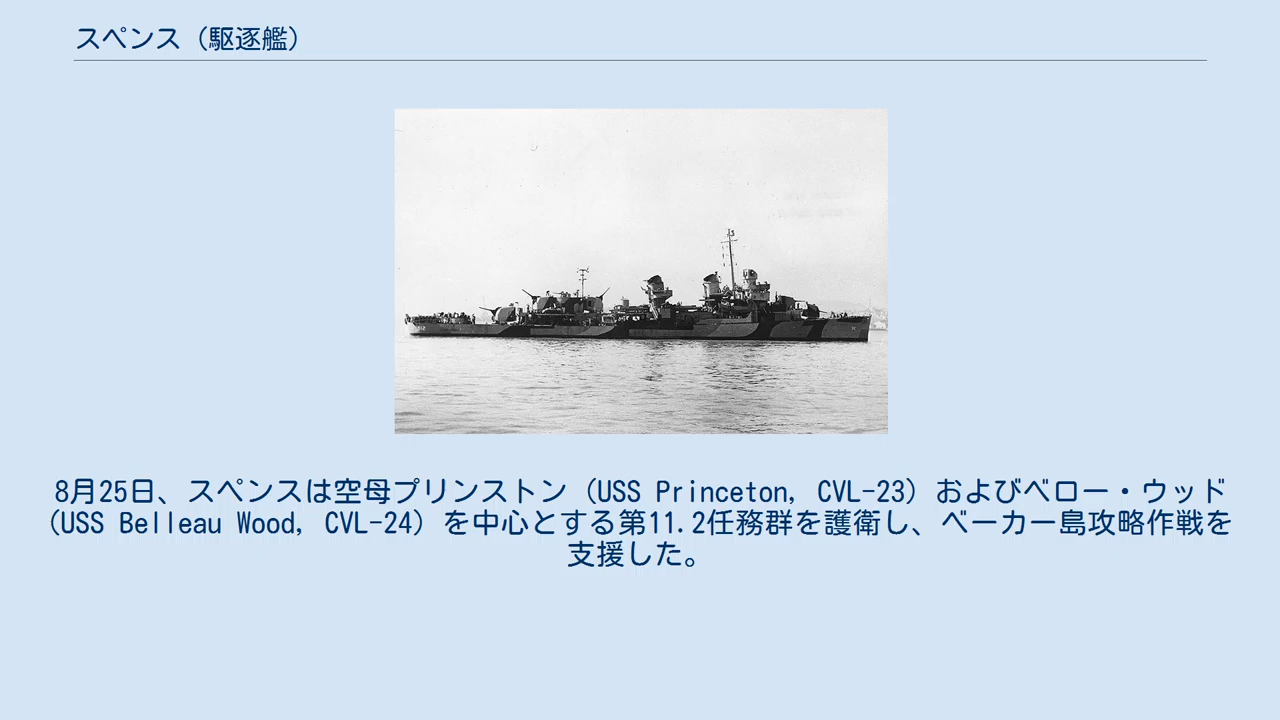 スペンス（駆逐艦）
8月25日、スペンスは空母プリンストン（USS Princeton, CVL-23）およびベロー・ウッド
（USS Belleau Wood, CVL-24）を中心とする第11.2任務群を護衛し、ベーカー島攻略作戦を
支援した。